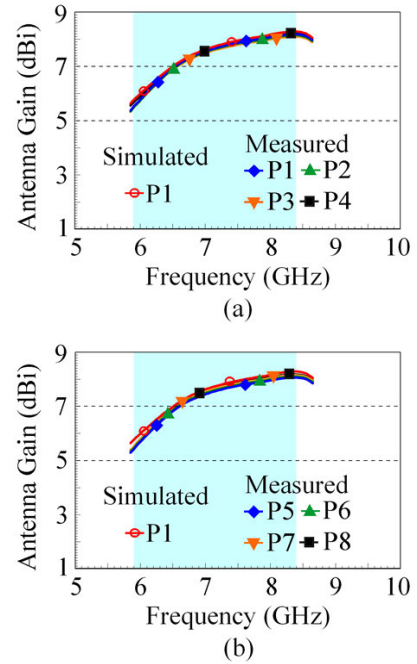 Antenna Gain (dBi)
9
7
5
3
1
Simulated
P1
Measured
P1 P2
P3 P4
5 6 7 8 9 10
Frequency (GHz)
(a)
Antenna Gain (dBi)
9
7
5
3
1
Simulated
P1
Measured
P5 P6
P7 P8
5 6 7 8 9 10
Frequency (GHz)
(b)